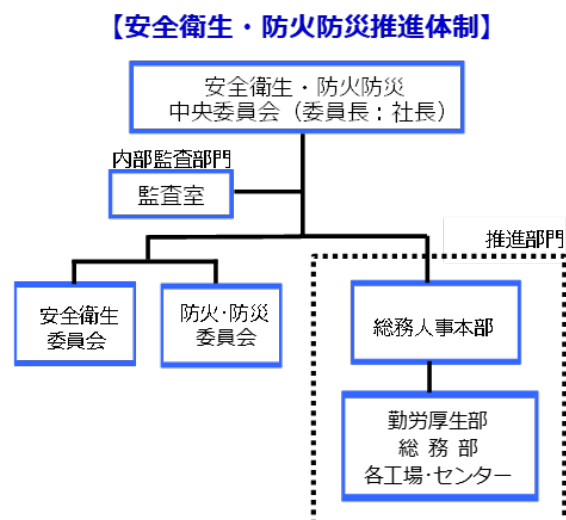 【安全衛生・防火防災推進体制】
安全衛生・防火防災
中央委員会（委員長：社長）
内部監査部門
監査室
推進部門
安全衛生
委員会
防火・防災
委員会
総務人事本部
勤労厚生部
総 務 部
各工場・センター